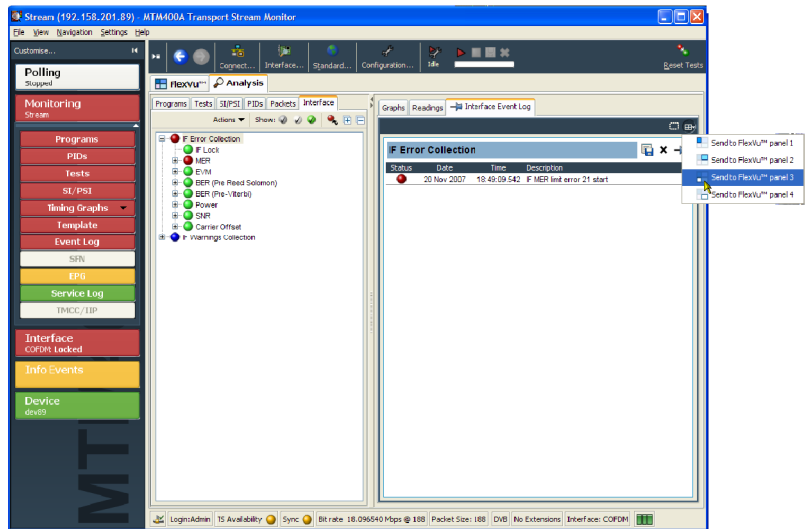 Stream (192.158.201.89) - MTM400A Transport Stream Monitor
File View Navigation Settings Help
Customise...
Connect... Interface... Standard... Configuration... Idle Reset Tests
Polling
Stopped
FlexVu™ Analysis
Monitoring
Stream
Programs Tests SI/PSI PIDs Packets Interface
Graphs Readings Interface Event Log
Actions Show:
Programs
PIDs
Tests
SI/PSI
Timing Graphs
Template
Event Log
SFN
EPG
Service Log
TMCC/IIP
Interface
COFDM: Locked
Info Events
Device
dev89
MTM
IF Error Collection
IF Lock
MER
EVM
BER (Pre Reed Solomon)
BER (Pre-Viterbi)
Power
SNR
Carrier Offset
IF Warnings Collection
IF Error Collection
Status Date Time Description
20 Nov 2007 18:49:09.542 IF MER limit error 21 start
Send to FlexVu™ panel 1
Send to FlexVu™ panel 2
Send to FlexVu™ panel 3
Send to FlexVu™ panel 4
Login:Admin TS Availability Sync Bit rate 18.096540 Mbps @ 188 Packet Size: 188 DVB No Extensions Interface: COFDM